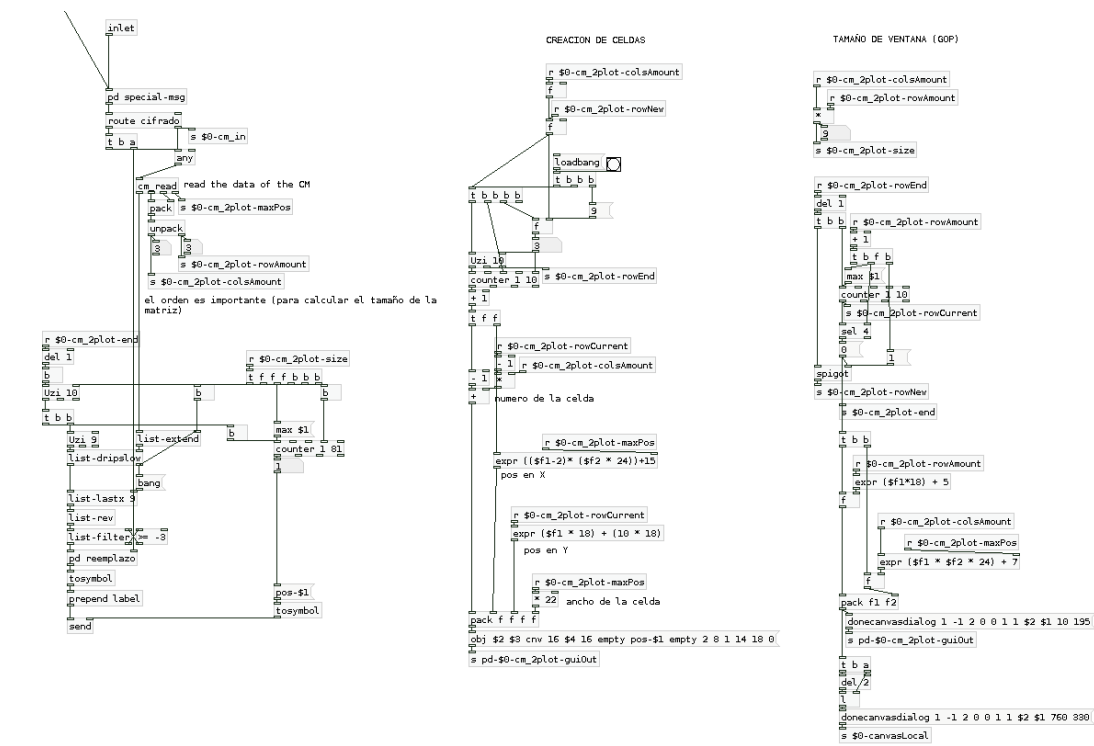 inlet
pd special-msg
route cifrado
s $0-cm_in
t b a
any
cm_read
read the data of the CM
pack
s $0-cm_2plot-maxPos
unpack
3
3
s $0-cm_2plot-rowAmount
s $0-cm_2plot-colsAmount
el orden es importante (para calcular el tamaño de la
matriz)
r $0-cm_2plot-end
del 1
b
Uzi 10
b
t b b
Uzi 9
list-extend
b
list-dripslow
bang
list-lastx 9
list-rev
list-filter
>= -3
pd reemplazo
tosymbol
prepend label
send
r $0-cm_2plot-size
t f f f b b b
b
max $1
counter 1 81
1
pos-$1
tosymbol
CREACION DE CELDAS
r $0-cm_2plot-colsAmount
f
r $0-cm_2plot-rowNew
f
loadbang
t b b b
t b b b b
9
f
3
Uzi 10
s $0-cm_2plot-rowEnd
counter 1 10
+ 1
t f f
r $0-cm_2plot-rowCurrent
- 1
s $0-cm_2plot-colsAmount
- 1
*
+
numero de la celda
r $0-cm_2plot-maxPos
expr (($f1-2)* ($f2 * 24))+15
pos en X
r $0-cm_2plot-rowCurrent
expr ($f1 * 18) + (10 * 18)
pos en Y
r $0-cm_2plot-maxPos
* 22
ancho de la celda
pack f f f f
obj $2 $3 cnv 16 $4 16 empty pos-$1 empty 2 8 1 14 18 0
s pd-$0-cm_2plot-guiOut
TAMAÑO DE VENTANA (GOP)
r $0-cm_2plot-colsAmount
r $0-cm_2plot-rowAmount
*
9
s $0-cm_2plot-size
r $0-cm_2plot-rowEnd
del 1
t b b
r $0-cm_2plot-rowAmount
+ 1
t b f b
max $1
counter 1 10
s $0-cm_2plot-rowCurrent
sel 4
0
1
spigot
s $0-cm_2plot-rowNew
s $0-cm_2plot-end
t b b
r $0-cm_2plot-rowAmount
expr ($f1*18) + 5
f
r $0-cm_2plot-colsAmount
r $0-cm_2plot-maxPos
expr ($f1 * $f2 * 24) + 7
f
pack f1 f2
donecanvasdialog 1 -1 2 0 0 1 1 $2 $1 10 195
s pd-$0-cm_2plot-guiOut
t b a
del 2
l
donecanvasdialog 1 -1 2 0 0 1 1 $2 $1 760 330
s $0-canvasLocal